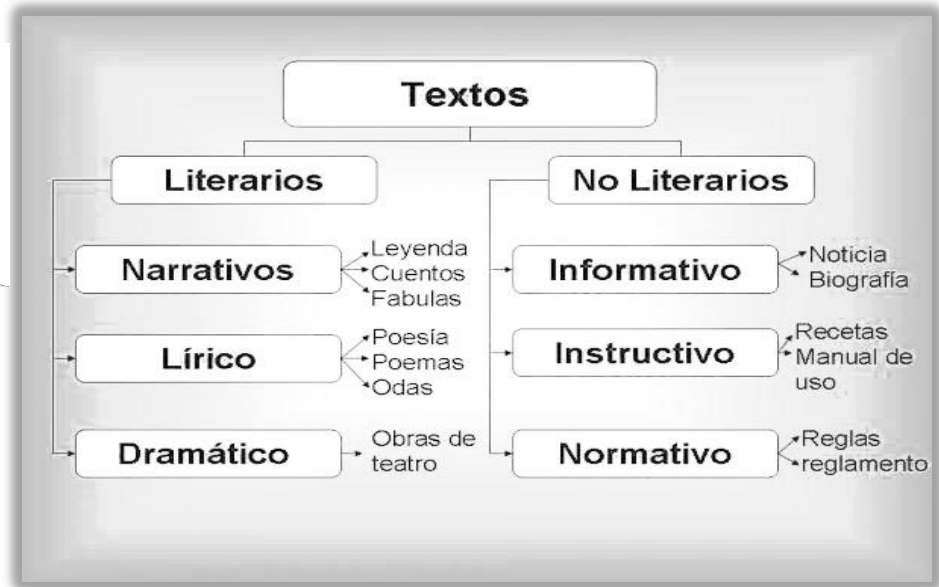 Textos
Literarios
No Literarios
Narrativos
Leyenda
Cuentos
Fabulas
Lírico
Poesía
Poemas
Odas
Dramático
Obras de
teatro
Informativo
Noticia
Biografía
Instructivo
Recetas
Manual de
uso
Normativo
Reglas
reglamento